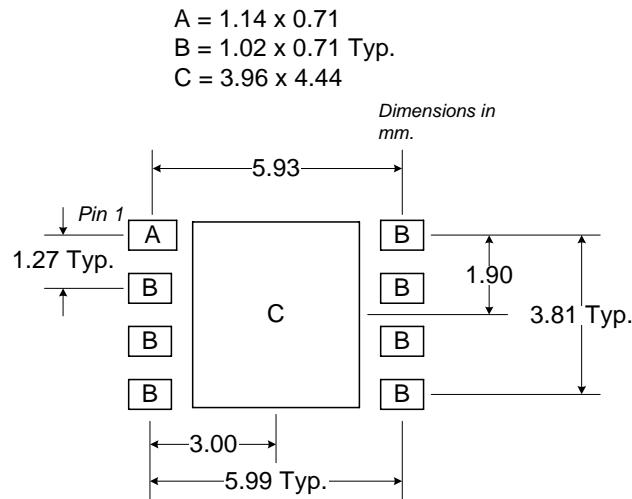 A = 1.14 x 0.71
B = 1.02 x 0.71 Typ.
C = 3.96 x 4.44
Dimensions in
mm.
5.93
Pin 1
A
B
1.27 Typ.
1.90
B
B
C
3.81 Typ.
B
B
B
B
3.00
5.99 Typ.